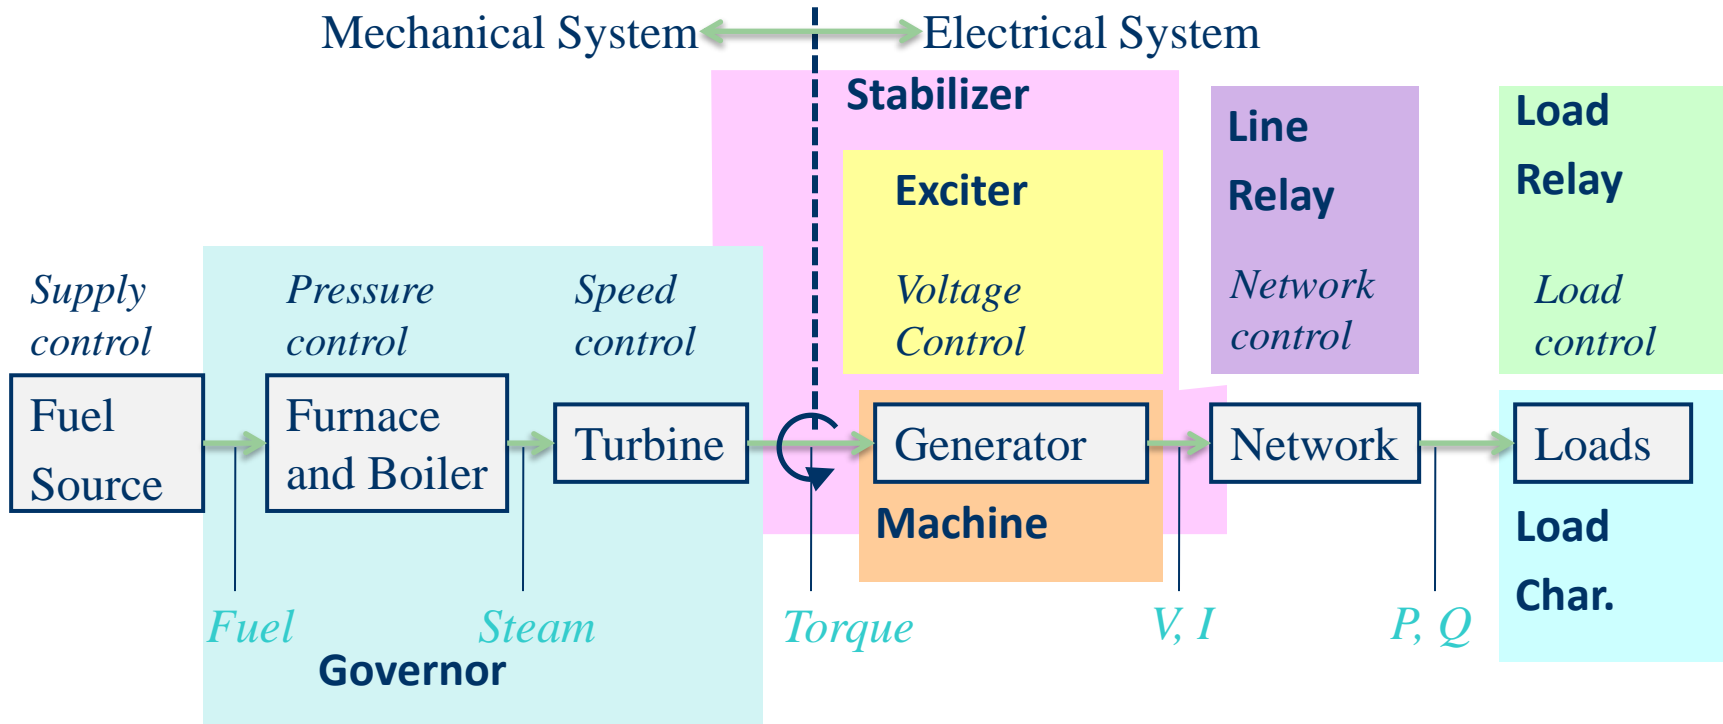 Mechanical System
Electrical System
Stabilizer
Exciter
Line
Relay
Load
Relay
Supply
control
Pressure
control
Speed
control
Voltage
Control
Network
control
Load
control
Fuel
Source
Furnace
and Boiler
Turbine
Generator
Network
Loads
Machine
Load
Char.
Fuel
Steam
Torque
V, I
P, Q
Governor